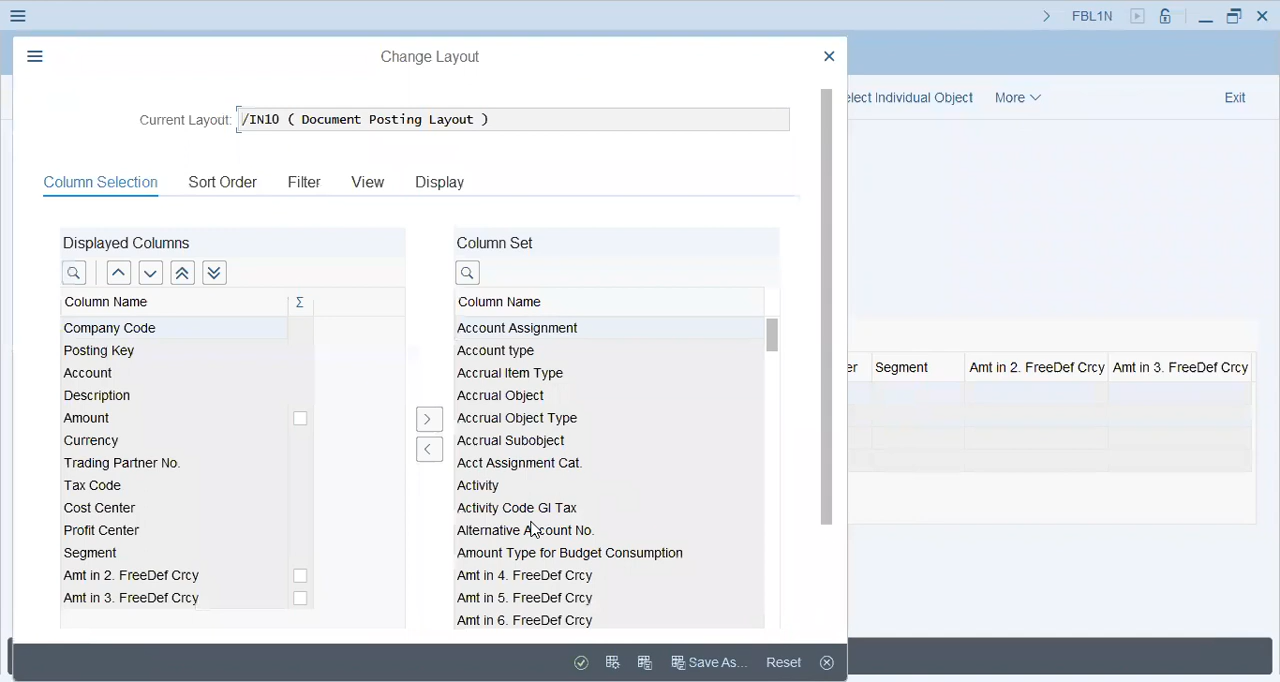 FBL1N
Change Layout
elect Individual Object More Exit
Current Layout: /IN1O ( Document Posting Layout )
Column Selection Sort Order Filter View Display
Displayed Columns Column Set
Column Name Σ Column Name
Company Code Account Assignment
Posting Key Account type
er Segment Amt in 2. FreeDef Crcy Amt in 3. FreeDef Crcy
Account Accrual Item Type
Description Accrual Object
Amount Accrual Object Type
Currency Accrual Subobject
Trading Partner No. Acct Assignment Cat.
Tax Code Activity
Cost Center Activity Code GI Tax
Profit Center Alternative Account No.
Segment Amount Type for Budget Consumption
Amt in 2. FreeDef Crcy Amt in 4. FreeDef Crcy
Amt in 3. FreeDef Crcy Amt in 5. FreeDef Crcy
Amt in 6. FreeDef Crcy
Save As... Reset